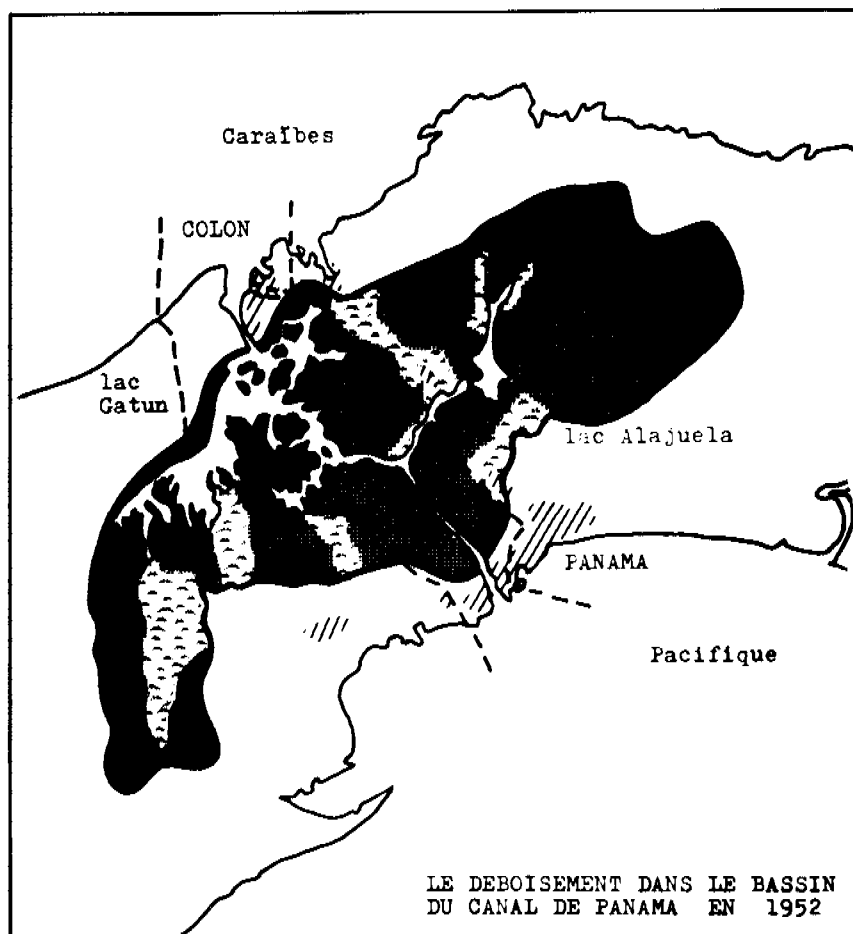 Caraïbes
COLON
lac
Gatun
lac Alajuela
PANAMA
Pacifique
LE DEBOISEMENT DANS LE BASSIN
DU CANAL DE PANAMA EN 1952